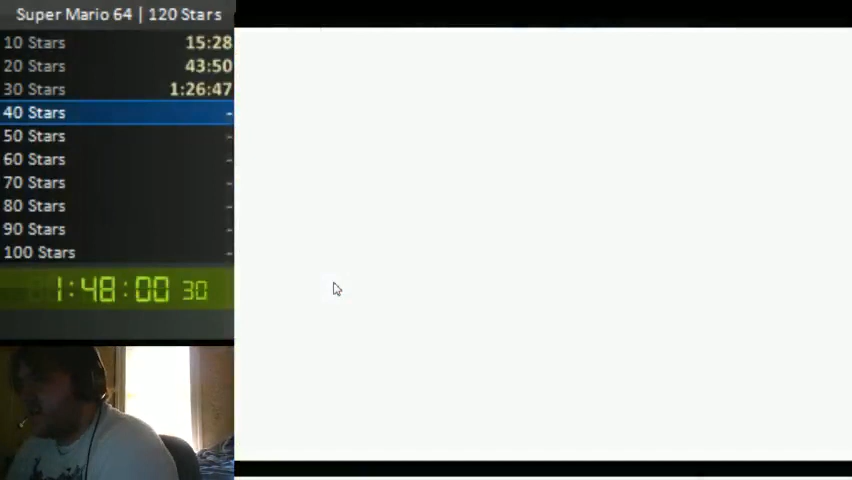 Super Mario 64 | 120 Stars
10 Stars 15:28
20 Stars 43:50
30 Stars 1:26:47
40 Stars -
50 Stars -
60 Stars -
70 Stars -
80 Stars -
90 Stars -
100 Stars -
1:48:00 30